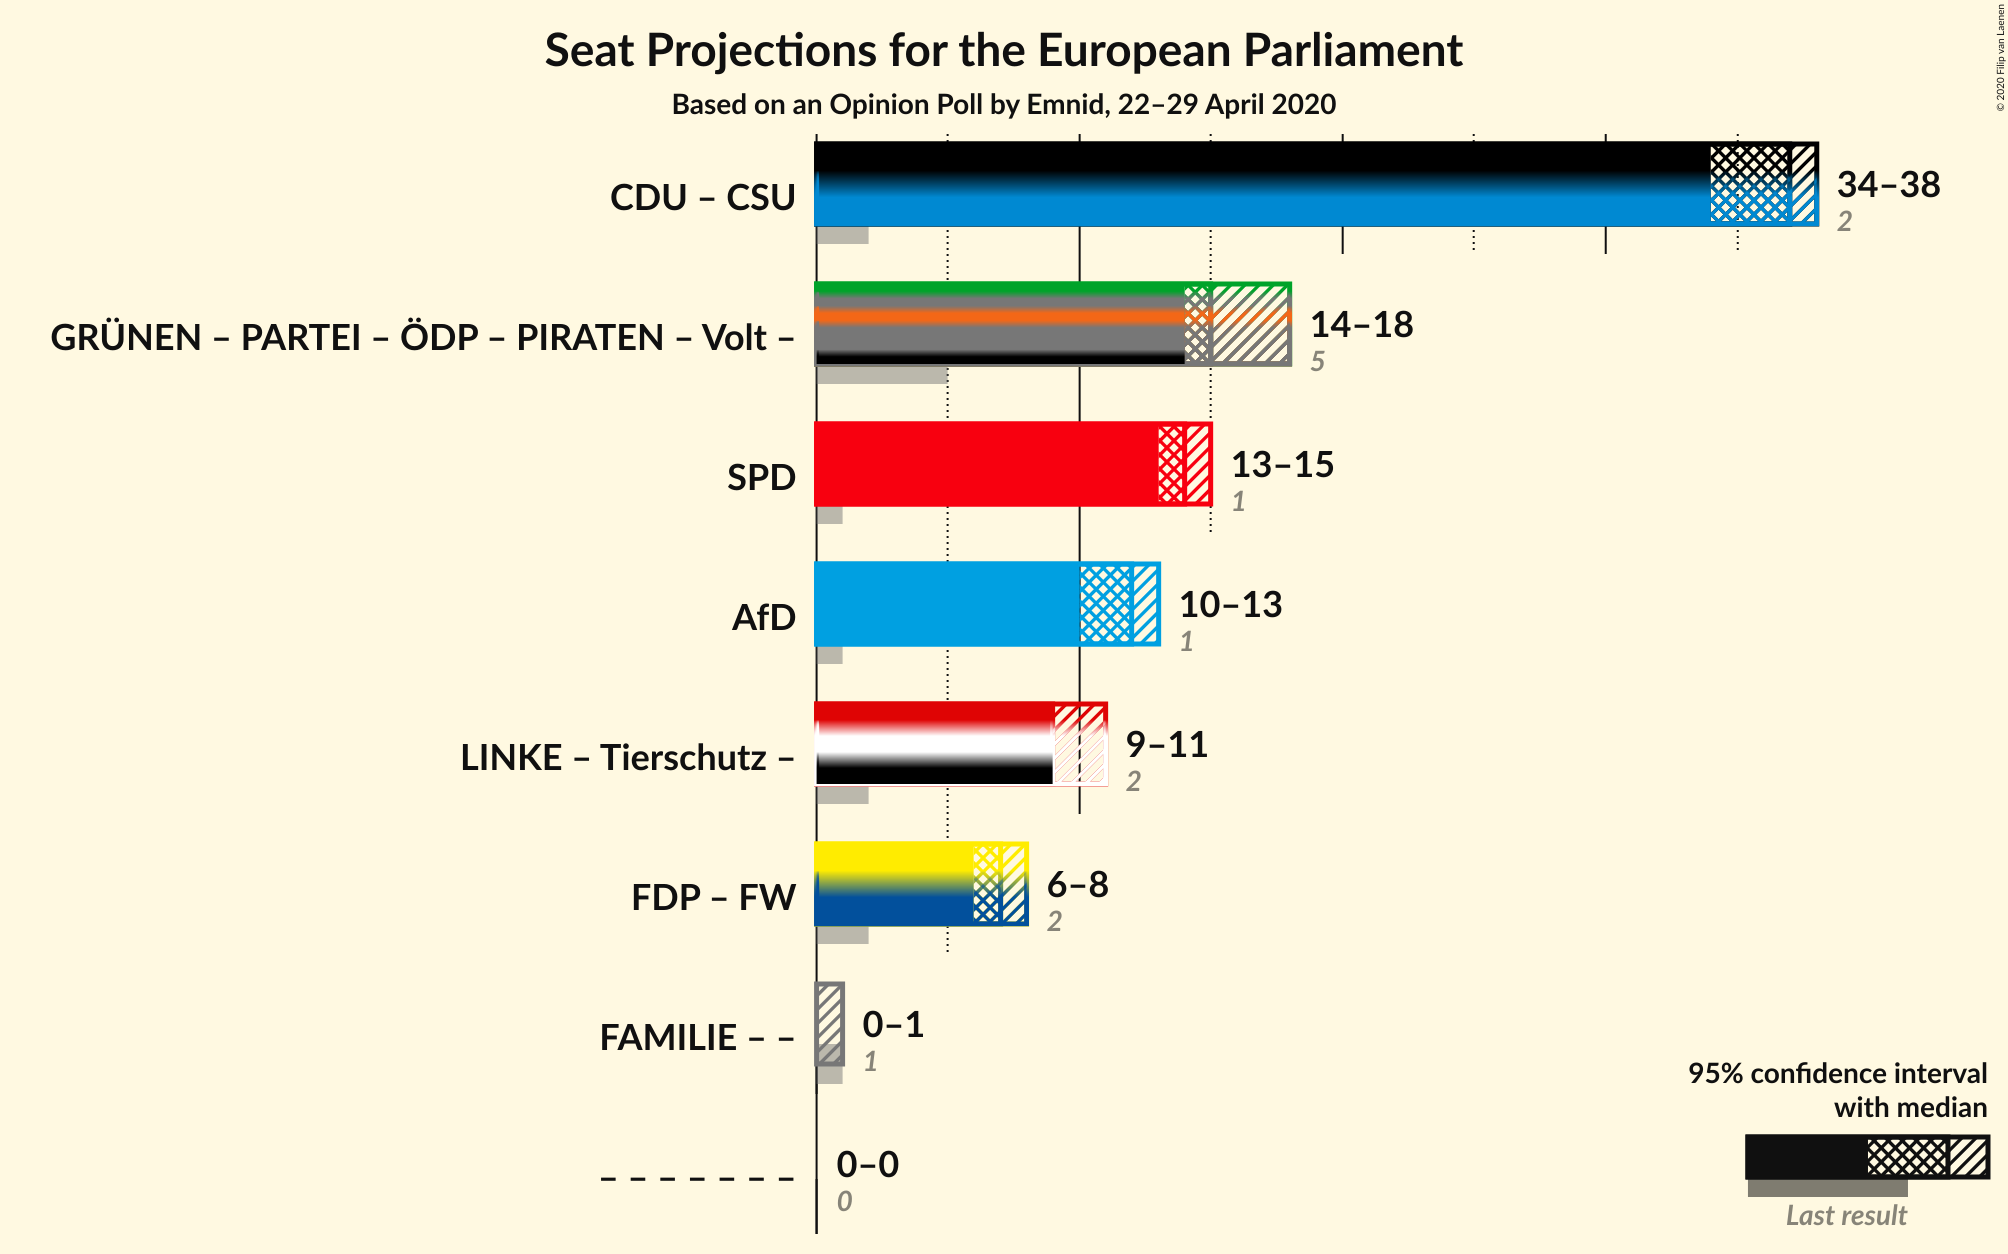 Seat Projections for the European Parliament
Based on an Opinion Poll by Emnid, 22–29 April 2020
© 2020 Filip van Laenen
CDU – CSU
34–38
2
GRÜNEN – PARTEI – ÖDP – PIRATEN – Volt –
14–18
5
SPD
13–15
1
AfD
10–13
1
LINKE – Tierschutz –
9–11
2
FDP – FW
6–8
2
FAMILIE – –
0–1
1
– – – – – – –
0–0
0
95% confidence interval
with median
Last result